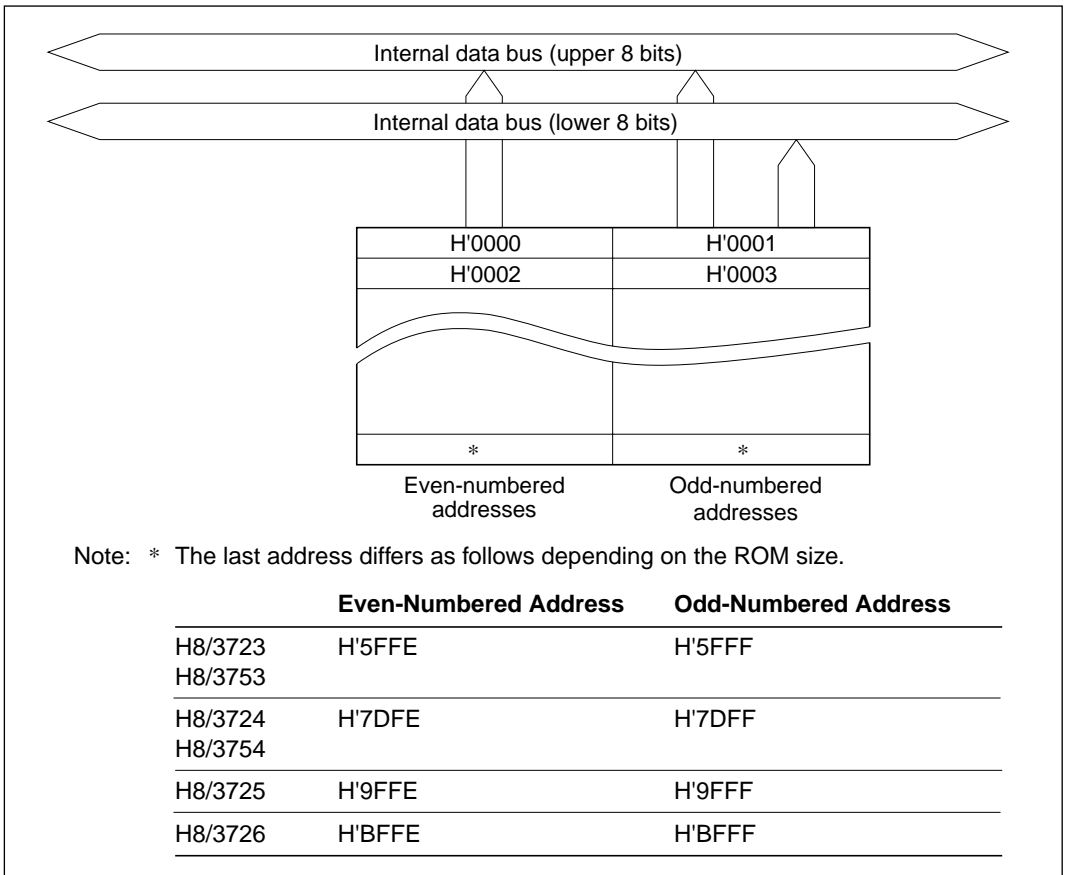 Internal data bus (upper 8 bits)
Internal data bus (lower 8 bits)
H'0000 H'0001
H'0002 H'0003
* *
Even-numbered addresses
Odd-numbered addresses
Note: * The last address differs as follows depending on the ROM size.
Even-Numbered Address Odd-Numbered Address
H8/3723 H'5FFE H'5FFF
H8/3753
H8/3724 H'7DFE H'7DFF
H8/3754
H8/3725 H'9FFE H'9FFF
H8/3726 H'BFFE H'BFFF